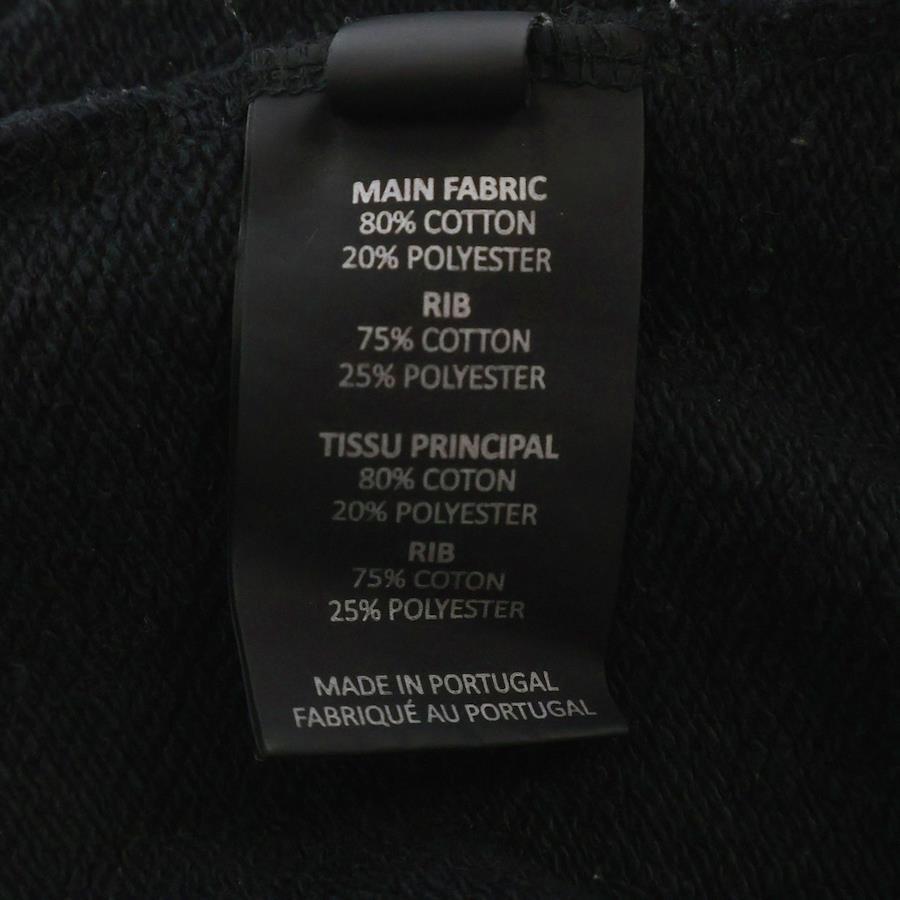 MAIN FABRIC
80% COTTON
20% POLYESTER
RIB
75% COTTON
25% POLYESTER
TISSU PRINCIPAL
80% COTON
20% POLYESTER
RIB
75% COTON
25% POLYESTER
MADE IN PORTUGAL
FABRIQUÉ AU PORTUGAL